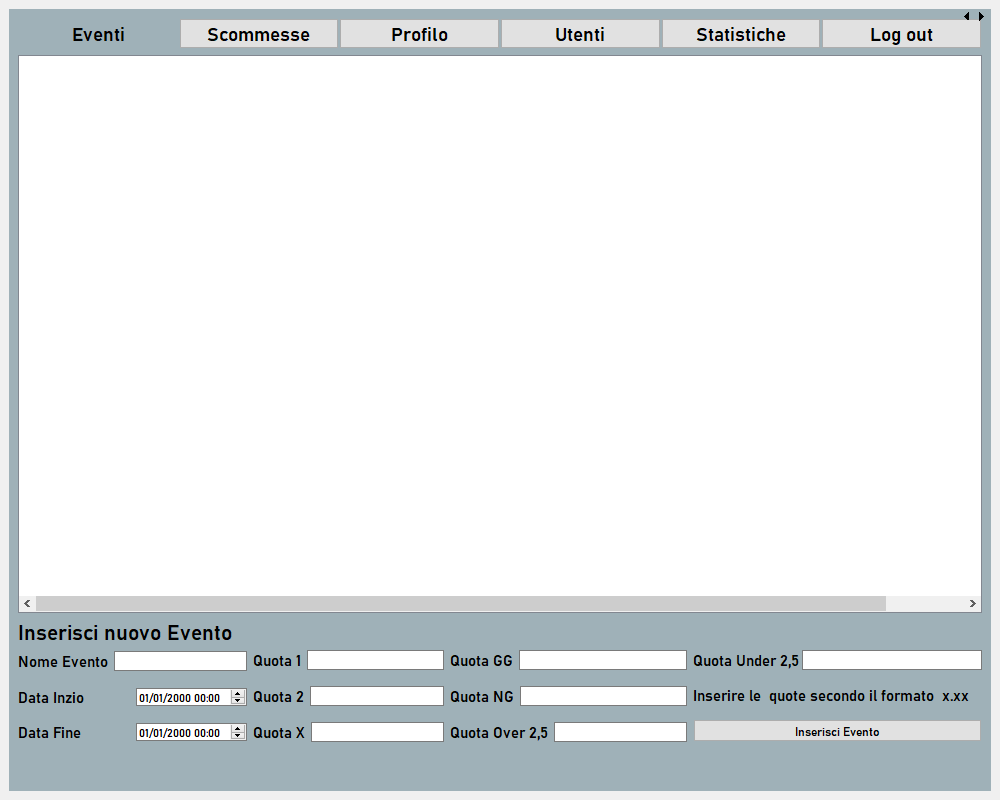 Eventi Scommesse Profilo Utenti Statistiche Log out
Inserisci nuovo Evento
Nome Evento Quota 1 Quota GG Quota Under 2,5
Data Inzio 01/01/2000 00:00 Quota 2 Quota NG Inserire le  quote secondo il formato  x.xx
Data Fine 01/01/2000 00:00 Quota X Quota Over 2,5 Inserisci Evento